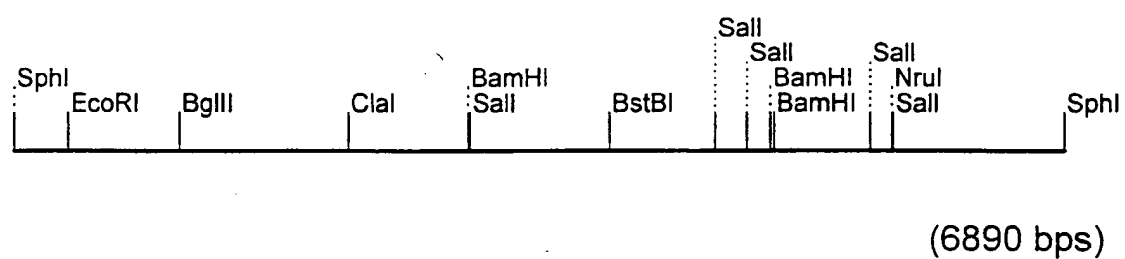 SalI
SalI SalI
SphI BamHI BamHI NruI
EcoRI BglII ClaI SalI BstBI BamHI SalI SphI
(6890 bps)